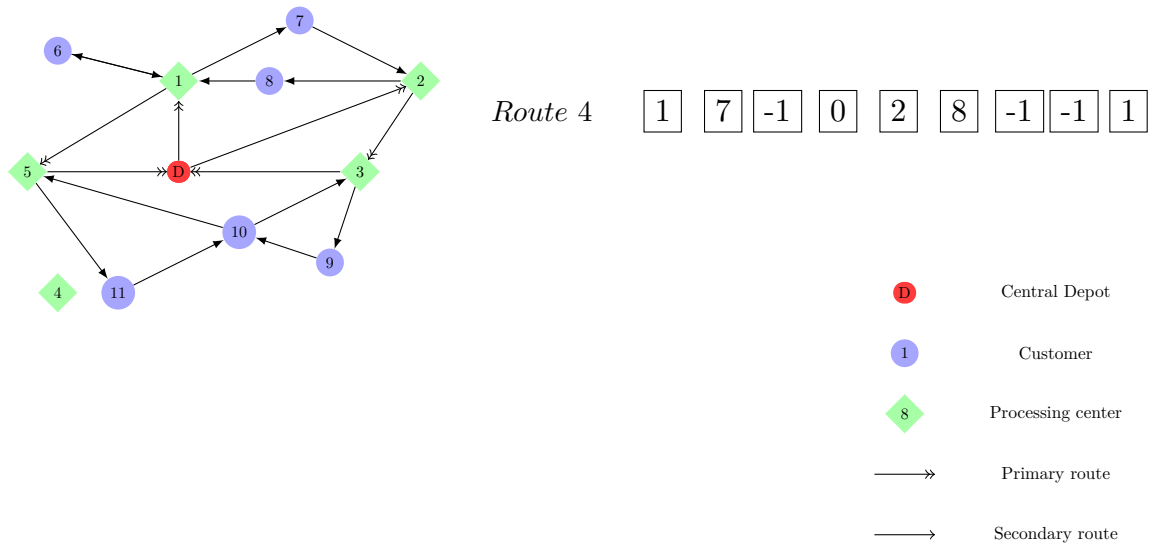 7
6
1
8
2
Route 4 1 7 -1 0 2 8 -1 -1 1
5
D
3
10
9
4
11
D Central Depot
1 Customer
8 Processing center
Primary route
Secondary route